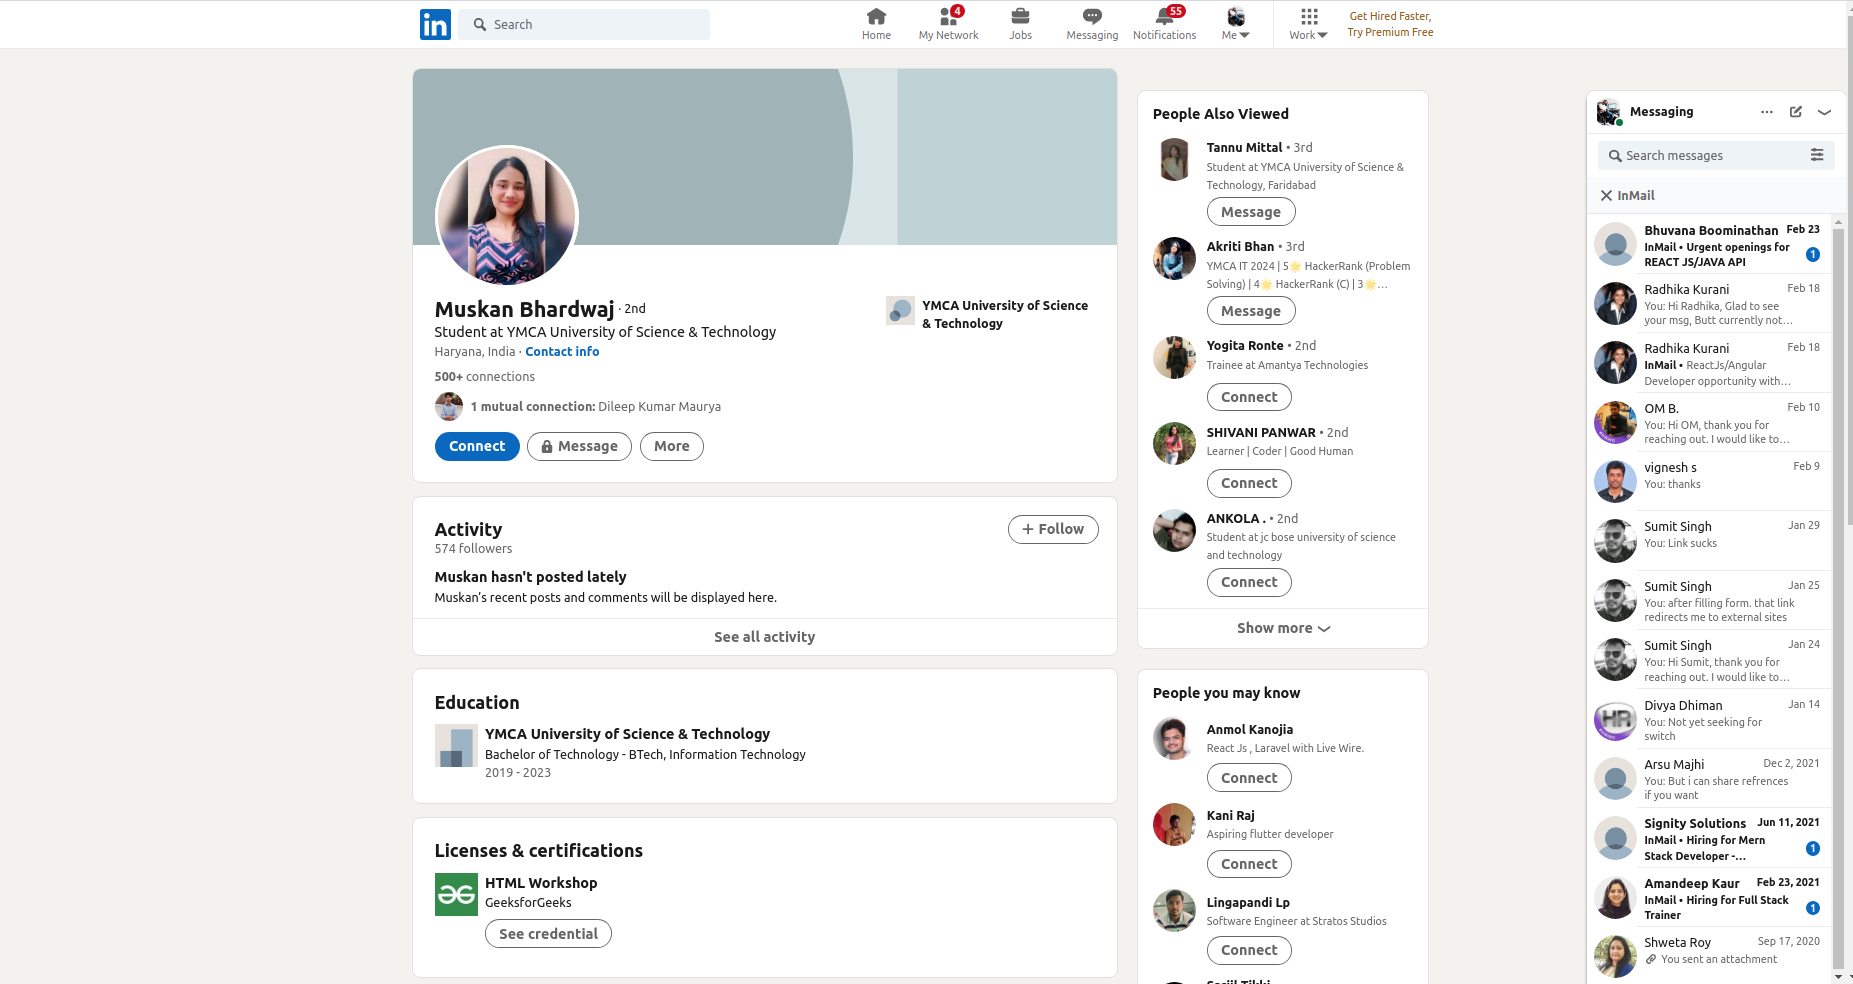 in
Search
Home
4
My Network
Jobs
Messaging
55
Notifications
Me
Work
Get Hired Faster,
Try Premium Free
Muskan Bhardwaj · 2nd
Student at YMCA University of Science & Technology
Haryana, India · Contact info
500+ connections
1 mutual connection: Dileep Kumar Maurya
Connect
Message
More
YMCA University of Science
& Technology
Activity
574 followers
+ Follow
Muskan hasn't posted lately
Muskan’s recent posts and comments will be displayed here.
See all activity
Education
YMCA University of Science & Technology
Bachelor of Technology - BTech, Information Technology
2019 - 2023
Licenses & certifications
HTML Workshop
GeeksforGeeks
See credential
People Also Viewed
Tannu Mittal • 3rd
Student at YMCA University of Science &
Technology, Faridabad
Message
Akriti Bhan • 3rd
YMCA IT 2024 | 5🌟 HackerRank (Problem
Solving) | 4🌟 HackerRank (C) | 3🌟...
Message
Yogita Ronte • 2nd
Trainee at Amantya Technologies
Connect
SHIVANI PANWAR • 2nd
Learner | Coder | Good Human
Connect
ANKOLA . • 2nd
Student at jc bose university of science
and technology
Connect
Show more
People you may know
Anmol Kanojia
React Js , Laravel with Live Wire.
Connect
Kani Raj
Aspiring flutter developer
Connect
Lingapandi Lp
Software Engineer at Stratos Studios
Connect
Messaging
Search messages
InMail
Bhuvana Boominathan Feb 23
InMail • Urgent openings for
REACT JS/JAVA API
1
Radhika Kurani Feb 18
You: Hi Radhika, Glad to see
your msg, Butt currently not...
Radhika Kurani Feb 18
InMail • ReactJs/Angular
Developer opportunity with...
OM B. Feb 10
You: Hi OM, thank you for
reaching out. I would like to...
vignesh s Feb 9
You: thanks
Sumit Singh Jan 29
You: Link sucks
Sumit Singh Jan 25
You: after filling form. that link
redirects me to external sites
Sumit Singh Jan 24
You: Hi Sumit, thank you for
reaching out. I would like to...
HR
Divya Dhiman Jan 14
You: Not yet seeking for
switch
Arsu Majhi Dec 2, 2021
You: But i can share refrences
if you want
Signity Solutions Jun 11, 2021
InMail • Hiring for Mern
Stack Developer -...
1
Amandeep Kaur Feb 23, 2021
InMail • Hiring for Full Stack
Trainer
1
Shweta Roy Sep 17, 2020
You sent an attachment